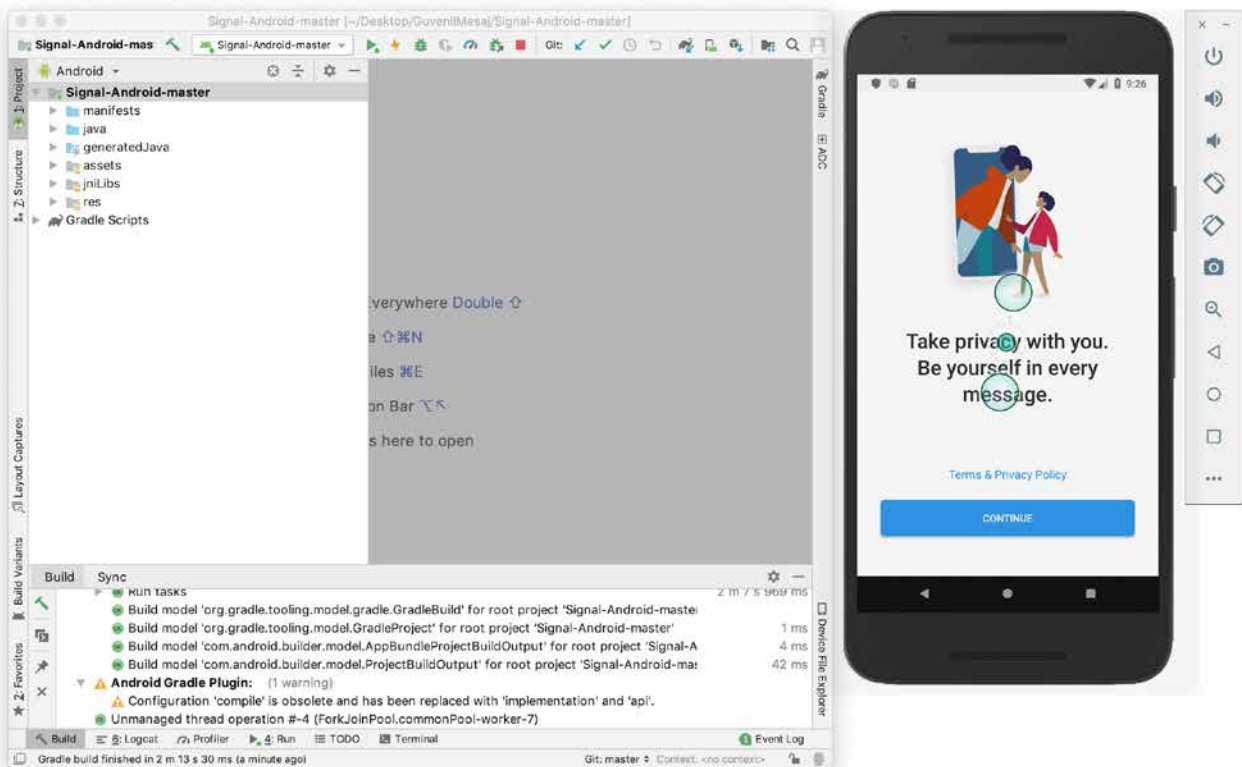 Signal-Android-master [~/Desktop/GuvenliMesaj/Signal-Android-master]
Signal-Android-mas
Signal-Android-master
Git:
1: Project
Android
Signal-Android-master
manifests
java
generatedJava
assets
jniLibs
res
Gradle Scripts
Z: Structure
Layout Captures
Build Variants
2: Favorites
Everywhere Double ⇧
e ⇧⌘N
iles ⌘E
on Bar ⌥↖
s here to open
Gradle
ADC
Device File Explorer
Build Sync
Run tasks 2 m 7 s 969 ms
Build model 'org.gradle.tooling.model.gradle.GradleBuild' for root project 'Signal-Android-master
Build model 'org.gradle.tooling.model.GradleProject' for root project 'Signal-Android-master' 1 ms
Build model 'com.android.builder.model.AppBundleProjectBuildOutput' for root project 'Signal-A 4 ms
Build model 'com.android.builder.model.ProjectBuildOutput' for root project 'Signal-Android-mas 42 ms
Android Gradle Plugin: (1 warning)
Configuration 'compile' is obsolete and has been replaced with 'implementation' and 'api'.
Unmanaged thread operation #-4 (ForkJoinPool.commonPool-worker-7)
Build 6: Logcat Profiler 4: Run TODO Terminal 1 Event Log
Gradle build finished in 2 m 13 s 30 ms (a minute ago) Git: master Context: <no context>
9:26
Take privacy with you.
Be yourself in every
message.
Terms & Privacy Policy
CONTINUE